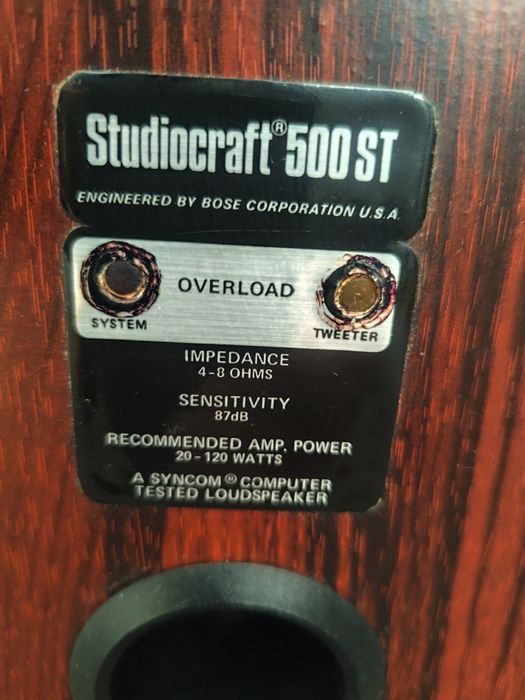 Studiocraft® 500 ST
ENGINEERED BY BOSE CORPORATION U.S.A.
OVERLOAD
SYSTEM
TWEETER
IMPEDANCE
4-8 OHMS
SENSITIVITY
87dB
RECOMMENDED AMP. POWER
20-120 WATTS
A SYNCOM® COMPUTER
TESTED LOUDSPEAKER